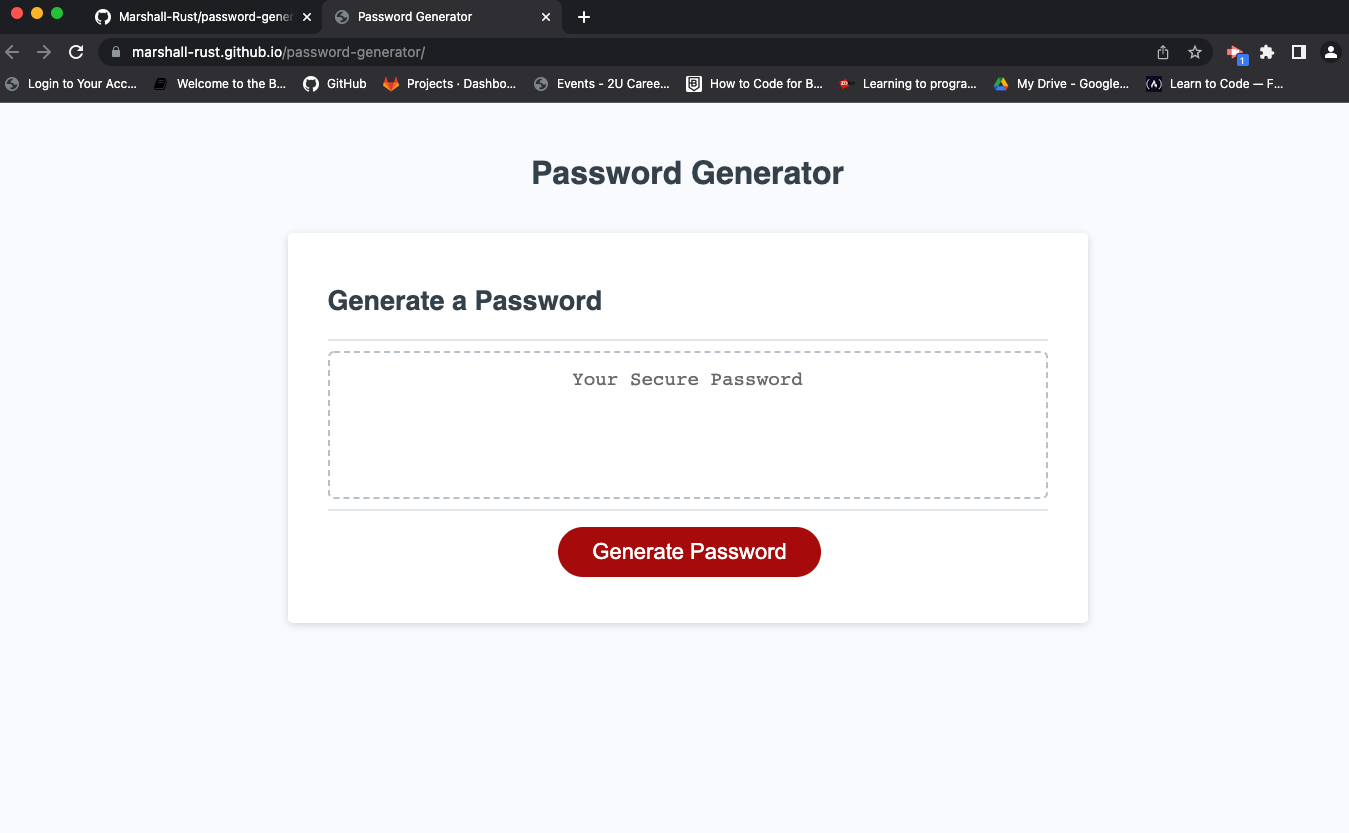 Marshall-Rust/password-gener
Password Generator
marshall-rust.github.io/password-generator/
1
Login to Your Acc...
Welcome to the B...
GitHub
Projects · Dashbo...
Events - 2U Caree...
How to Code for B...
Learning to progra...
My Drive - Google...
Learn to Code — F...
Password Generator
Generate a Password
Your Secure Password
Generate Password